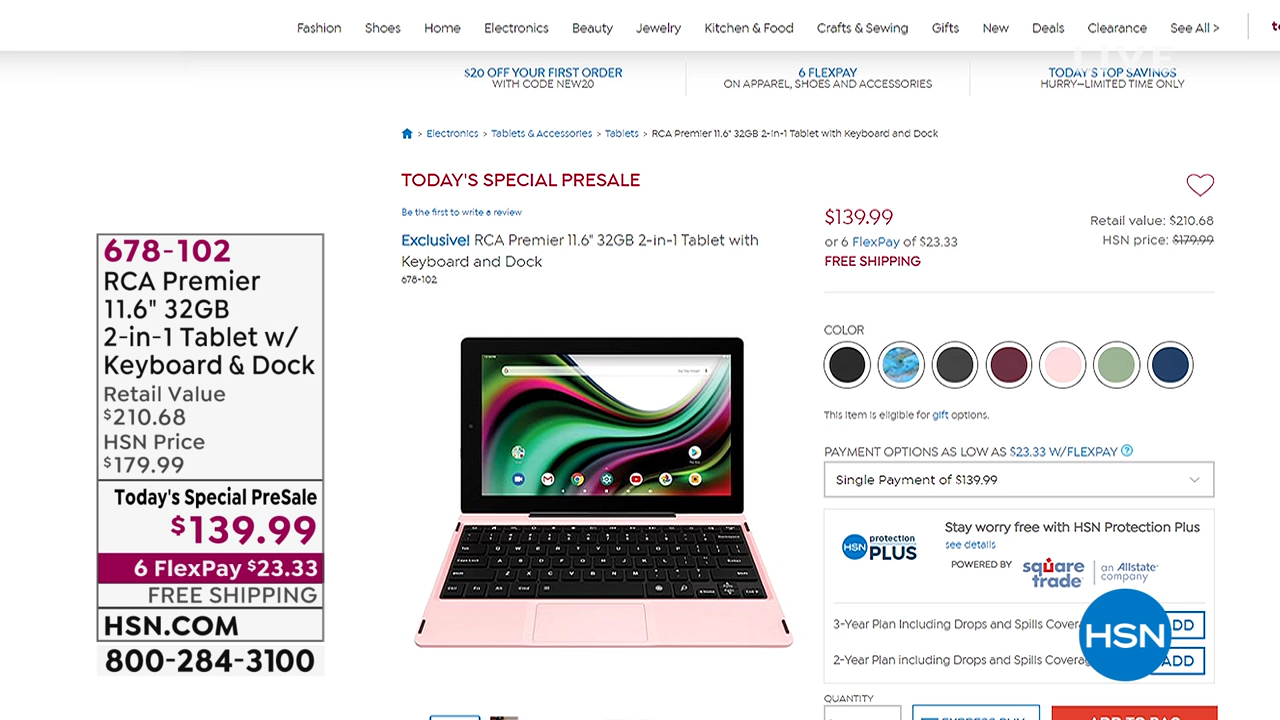 Fashion Shoes Home Electronics Beauty Jewelry Kitchen & Food Crafts & Sewing Gifts New Deals Clearance See All >
LIVE
$20 OFF YOUR FIRST ORDER
WITH CODE NEW20
6 FLEXPAY
ON APPAREL, SHOES AND ACCESSORIES
TODAY'S TOP SAVINGS
HURRY—LIMITED TIME ONLY
> Electronics > Tablets & Accessories > Tablets > RCA Premier 11.6" 32GB 2-in-1 Tablet with Keyboard and Dock
TODAY'S SPECIAL PRESALE
Be the first to write a review
Exclusive! RCA Premier 11.6" 32GB 2-in-1 Tablet with
Keyboard and Dock
678-102
$139.99
or 6 FlexPay of $23.33
FREE SHIPPING
Retail value: $210.68
HSN price: $179.99
COLOR
This item is eligible for gift options.
PAYMENT OPTIONS AS LOW AS $23.33 W/FLEXPAY ?
Single Payment of $139.99
HSN protection PLUS
Stay worry free with HSN Protection Plus
see details
POWERED BY square trade an Allstate company
3-Year Plan Including Drops and Spills Cover
2-Year Plan including Drops and Spills Covera
ADD
HSN
QUANTITY
EXPRESS BUY
ADD TO BAG
678-102
RCA Premier
11.6" 32GB
2-in-1 Tablet w/
Keyboard & Dock
Retail Value
$210.68
HSN Price
$179.99
Today's Special PreSale
$139.99
6 FlexPay $23.33
FREE SHIPPING
HSN.COM
800-284-3100